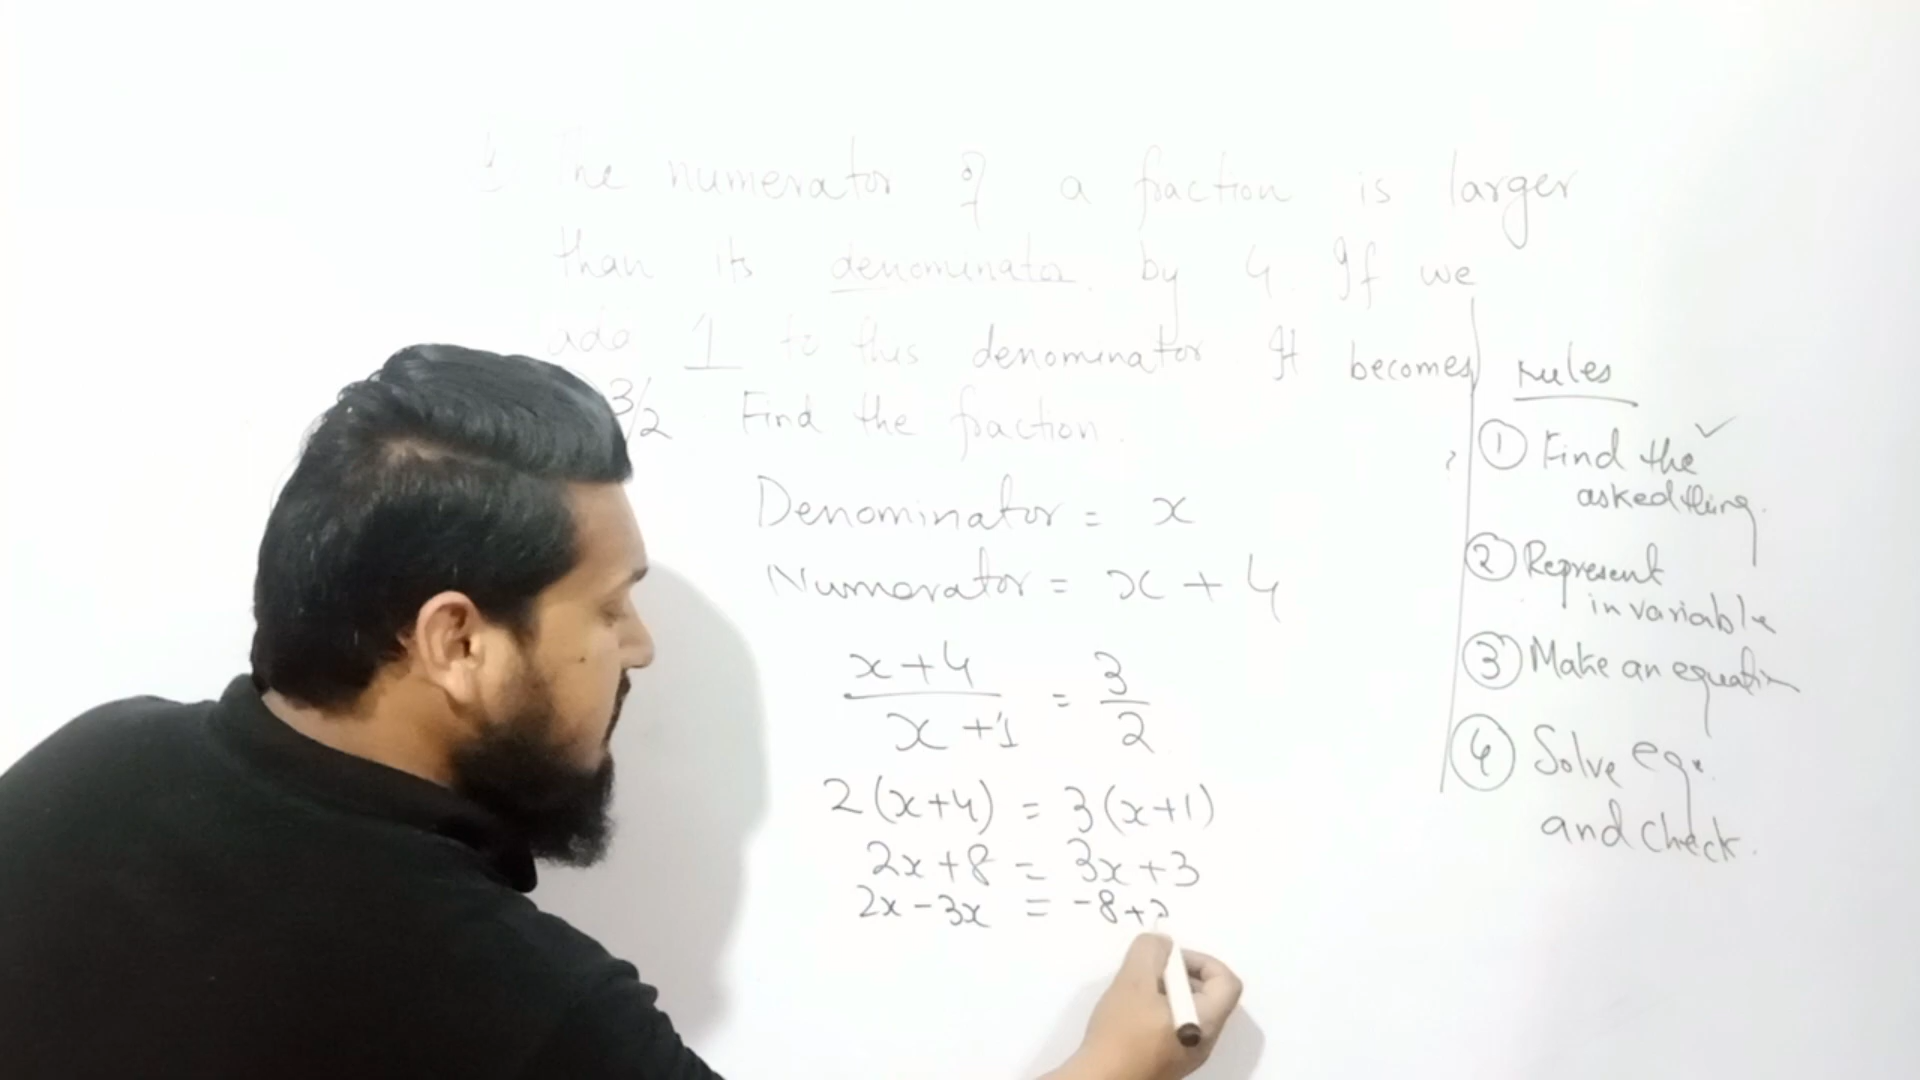 1. The numerator of a fraction is larger
than its denominator by 4. If we
add 1 to this denominator It becomes
3/2 Find the fraction.
Denominator = x
Numerator = x + 4
x+4 / x+1 = 3/2
2(x+4) = 3(x+1)
2x+8 = 3x+3
2x-3x = -8+3
rules
① Find the ✓
asked thing.
② Represent
in variable
③ Make an equation
④ Solve eqn.
and check.